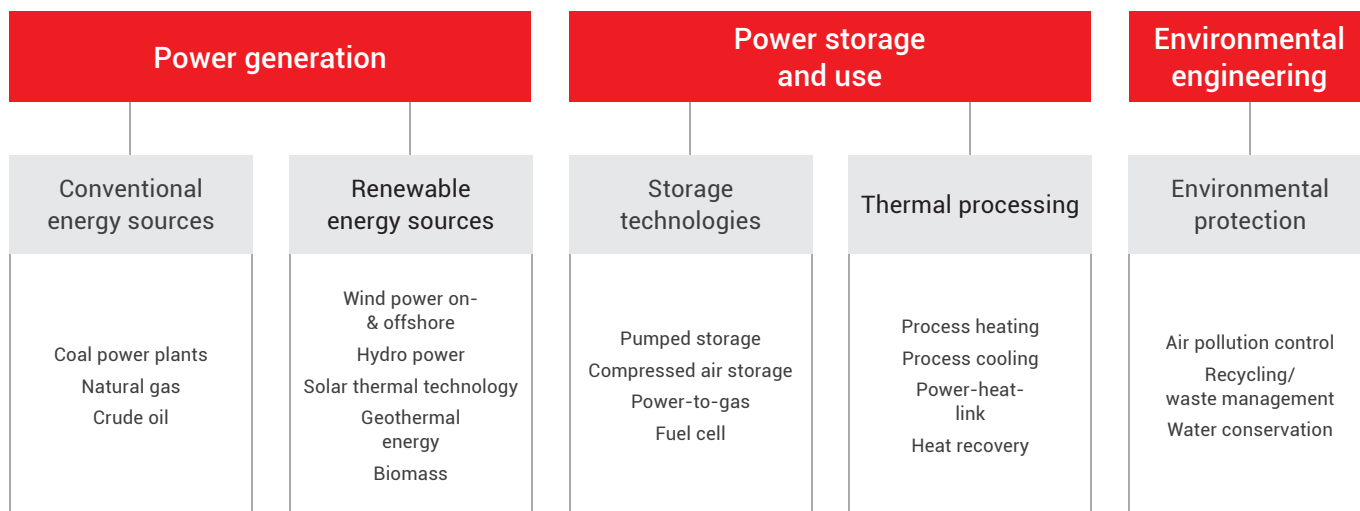 Power generation
Power storage
and use
Environmental
engineering
Conventional
energy sources
Renewable
energy sources
Storage
technologies
Thermal processing
Environmental
protection
Coal power plants
Natural gas
Crude oil
Wind power on-
& offshore
Hydro power
Solar thermal technology
Geothermal
energy
Biomass
Pumped storage
Compressed air storage
Power-to-gas
Fuel cell
Process heating
Process cooling
Power-heat-
link
Heat recovery
Air pollution control
Recycling/
waste management
Water conservation